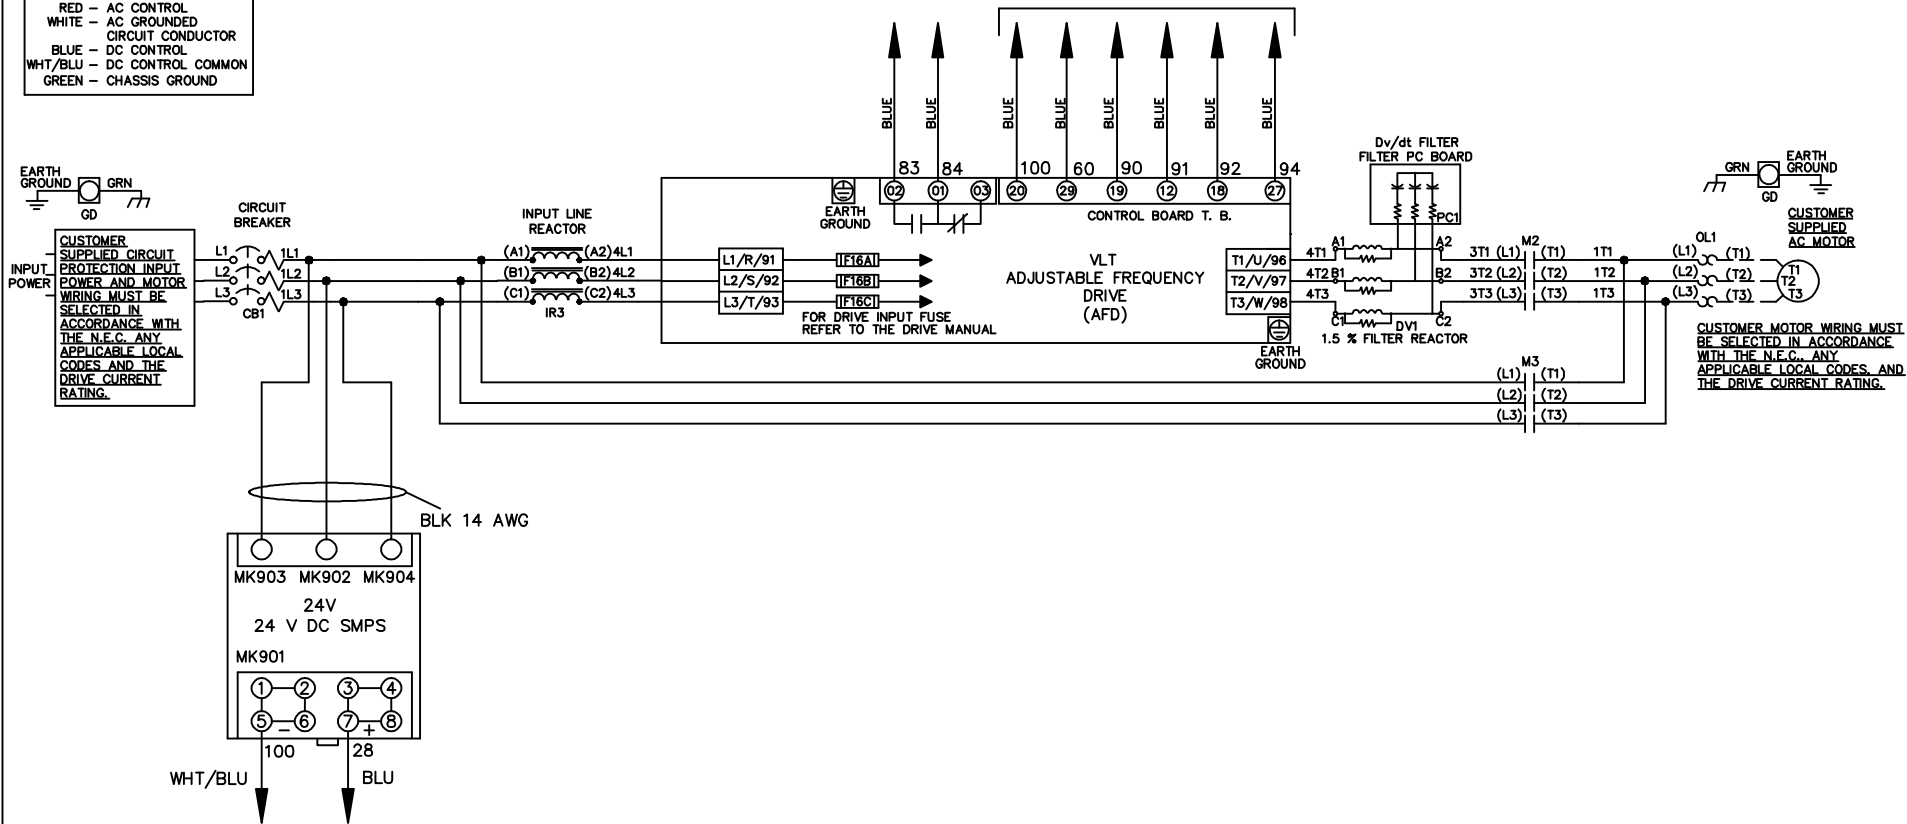 RED – AC CONTROL
WHITE – AC GROUNDED
CIRCUIT CONDUCTOR
BLUE – DC CONTROL
WHT/BLU – DC CONTROL COMMON
GREEN – CHASSIS GROUND
BLUE
BLUE
BLUE
BLUE
BLUE
BLUE
BLUE
BLUE
83
84
100
60
90
91
92
94
02
01
03
20
29
19
12
18
27
EARTH
GROUND
CONTROL BOARD T. B.
EARTH
GROUND
GRN
GD
CIRCUIT
BREAKER
INPUT
POWER
CUSTOMER
SUPPLIED CIRCUIT
PROTECTION INPUT
POWER AND MOTOR
WIRING MUST BE
SELECTED IN
ACCORDANCE WITH
THE N.E.C. ANY
APPLICABLE LOCAL
CODES AND THE
DRIVE CURRENT
RATING.
L1
1L1
L2
1L2
L3
1L3
CB1
INPUT LINE
REACTOR
(A1)
(A2)4L1
(B1)
(B2)4L2
(C1)
(C2)4L3
IR3
L1/R/91
L2/S/92
L3/T/93
F16A
F16B
F16C
FOR DRIVE INPUT FUSE
REFER TO THE DRIVE MANUAL
VLT
ADJUSTABLE FREQUENCY
DRIVE
(AFD)
T1/U/96
T2/V/97
T3/W/98
EARTH
GROUND
Dv/dt FILTER
FILTER PC BOARD
PC1
4T1
A1
A2
4T2
B1
B2
4T3
C1
C2
DV1
1.5 % FILTER REACTOR
M2
3T1 (L1)
(T1)
1T1
3T2 (L2)
(T2)
1T2
3T3 (L3)
(T3)
1T3
M3
(L1)
(T1)
(L2)
(T2)
(L3)
(T3)
OL1
(L1)
(T1)
(L2)
(T2)
(L3)
(T3)
GRN
EARTH
GROUND
GD
CUSTOMER
SUPPLIED
AC MOTOR
T1
T2
T3
CUSTOMER MOTOR WIRING MUST
BE SELECTED IN ACCORDANCE
WITH THE N.E.C., ANY
APPLICABLE LOCAL CODES, AND
THE DRIVE CURRENT RATING.
BLK 14 AWG
MK903
MK902
MK904
24V
24 V DC SMPS
MK901
1
2
3
4
5
–
6
7
+
8
100
28
WHT/BLU
BLU